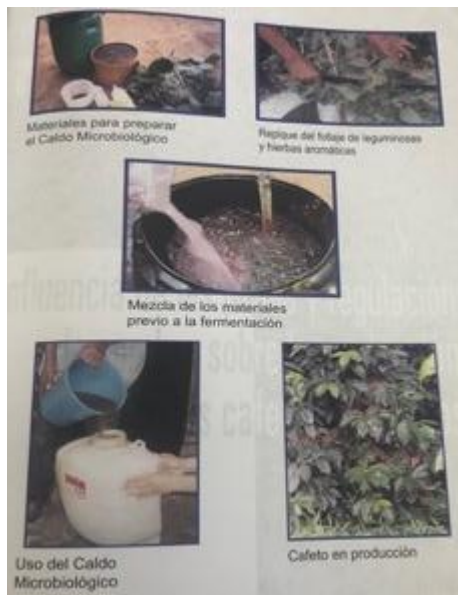 Materiales para preparar
el Caldo Microbiológico
Repique del follaje de leguminosas
y hierbas aromáticas
Mezcla de los materiales
previo a la fermentación
Uso del Caldo
Microbiológico
Cafeto en producción